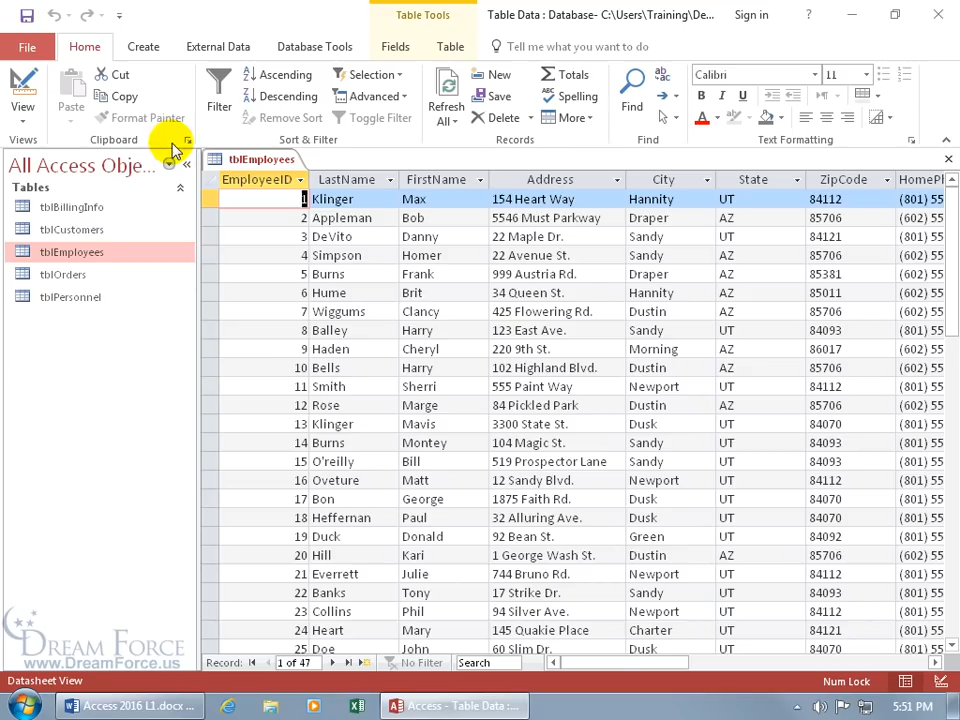 Table Tools
Table Data : Database- C:\Users\Training\De...
Sign in
?
File
Home
Create
External Data
Database Tools
Fields
Table
Tell me what you want to do
View
Views
Paste
Cut
Copy
Format Painter
Clipboard
Filter
Ascending
Descending
Remove Sort
Selection
Advanced
Toggle Filter
Sort & Filter
Refresh
All
New
Save
Delete
Totals
Spelling
More
Records
Find
Find
Calibri
11
B I U
Text Formatting
All Access Obje...
Tables
tblBillingInfo
tblCustomers
tblEmployees
tblOrders
tblPersonnel
tblEmployees
EmployeeID LastName FirstName Address City State ZipCode HomePh
1 Klinger Max 154 Heart Way Hannity UT 84112 (801) 55
2 Appleman Bob 5546 Must Parkway Draper AZ 85706 (602) 55
3 DeVito Danny 22 Maple Dr. Sandy UT 84121 (801) 55
4 Simpson Homer 22 Avenue St. Sandy AZ 85706 (602) 55
5 Burns Frank 999 Austria Rd. Draper AZ 85381 (602) 55
6 Hume Brit 34 Queen St. Hannity AZ 85011 (602) 55
7 Wiggums Clancy 425 Flowering Rd. Dustin AZ 85706 (602) 55
8 Balley Harry 123 East Ave. Sandy UT 84093 (801) 55
9 Haden Cheryl 220 9th St. Morning AZ 86017 (602) 55
10 Bells Harry 102 Highland Blvd. Dustin AZ 85706 (602) 55
11 Smith Sherri 555 Paint Way Newport UT 84112 (801) 55
12 Rose Marge 84 Pickled Park Dustin AZ 85706 (602) 55
13 Klinger Mavis 3300 State St. Dusk UT 84070 (801) 55
14 Burns Montey 104 Magic St. Sandy UT 84093 (801) 55
15 O'reilly Bill 519 Prospector Lane Sandy UT 84093 (801) 55
16 Oveture Matt 12 Sandy Blvd. Newport UT 84112 (801) 55
17 Bon George 1875 Faith Rd. Dusk UT 84070 (801) 55
18 Heffernan Paul 32 Alluring Ave. Dusk UT 84070 (801) 55
19 Duck Donald 92 Bean St. Green UT 84070 (801) 55
20 Hill Kari 1 George Wash St. Dustin AZ 85706 (602) 55
21 Everrett Julie 744 Bruno Rd. Newport UT 84112 (801) 55
22 Banks Tony 17 Strike Dr. Sandy UT 84093 (801) 55
23 Collins Phil 94 Silver Ave. Newport UT 84112 (801) 55
24 Heart Mary 145 Quakie Place Charter UT 84121 (801) 55
25 Doe John 60 Slim Dr. Sandy UT 84093 (801) 55
DREAM FORCE
www.DreamForce.us
Record: 1 of 47 No Filter Search
Datasheet View
Num Lock
Access 2016 L1.docx ...
Access - Table Data : ...
5:51 PM